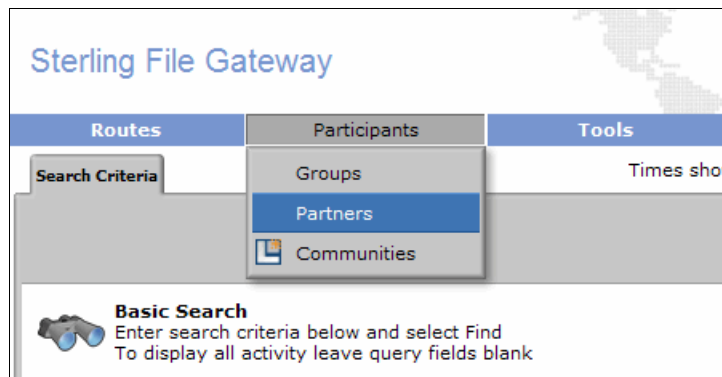 Sterling File Gateway
Routes Participants Tools
Search Criteria Groups Times sho
Partners
Communities
Basic Search
Enter search criteria below and select Find
To display all activity leave query fields blank